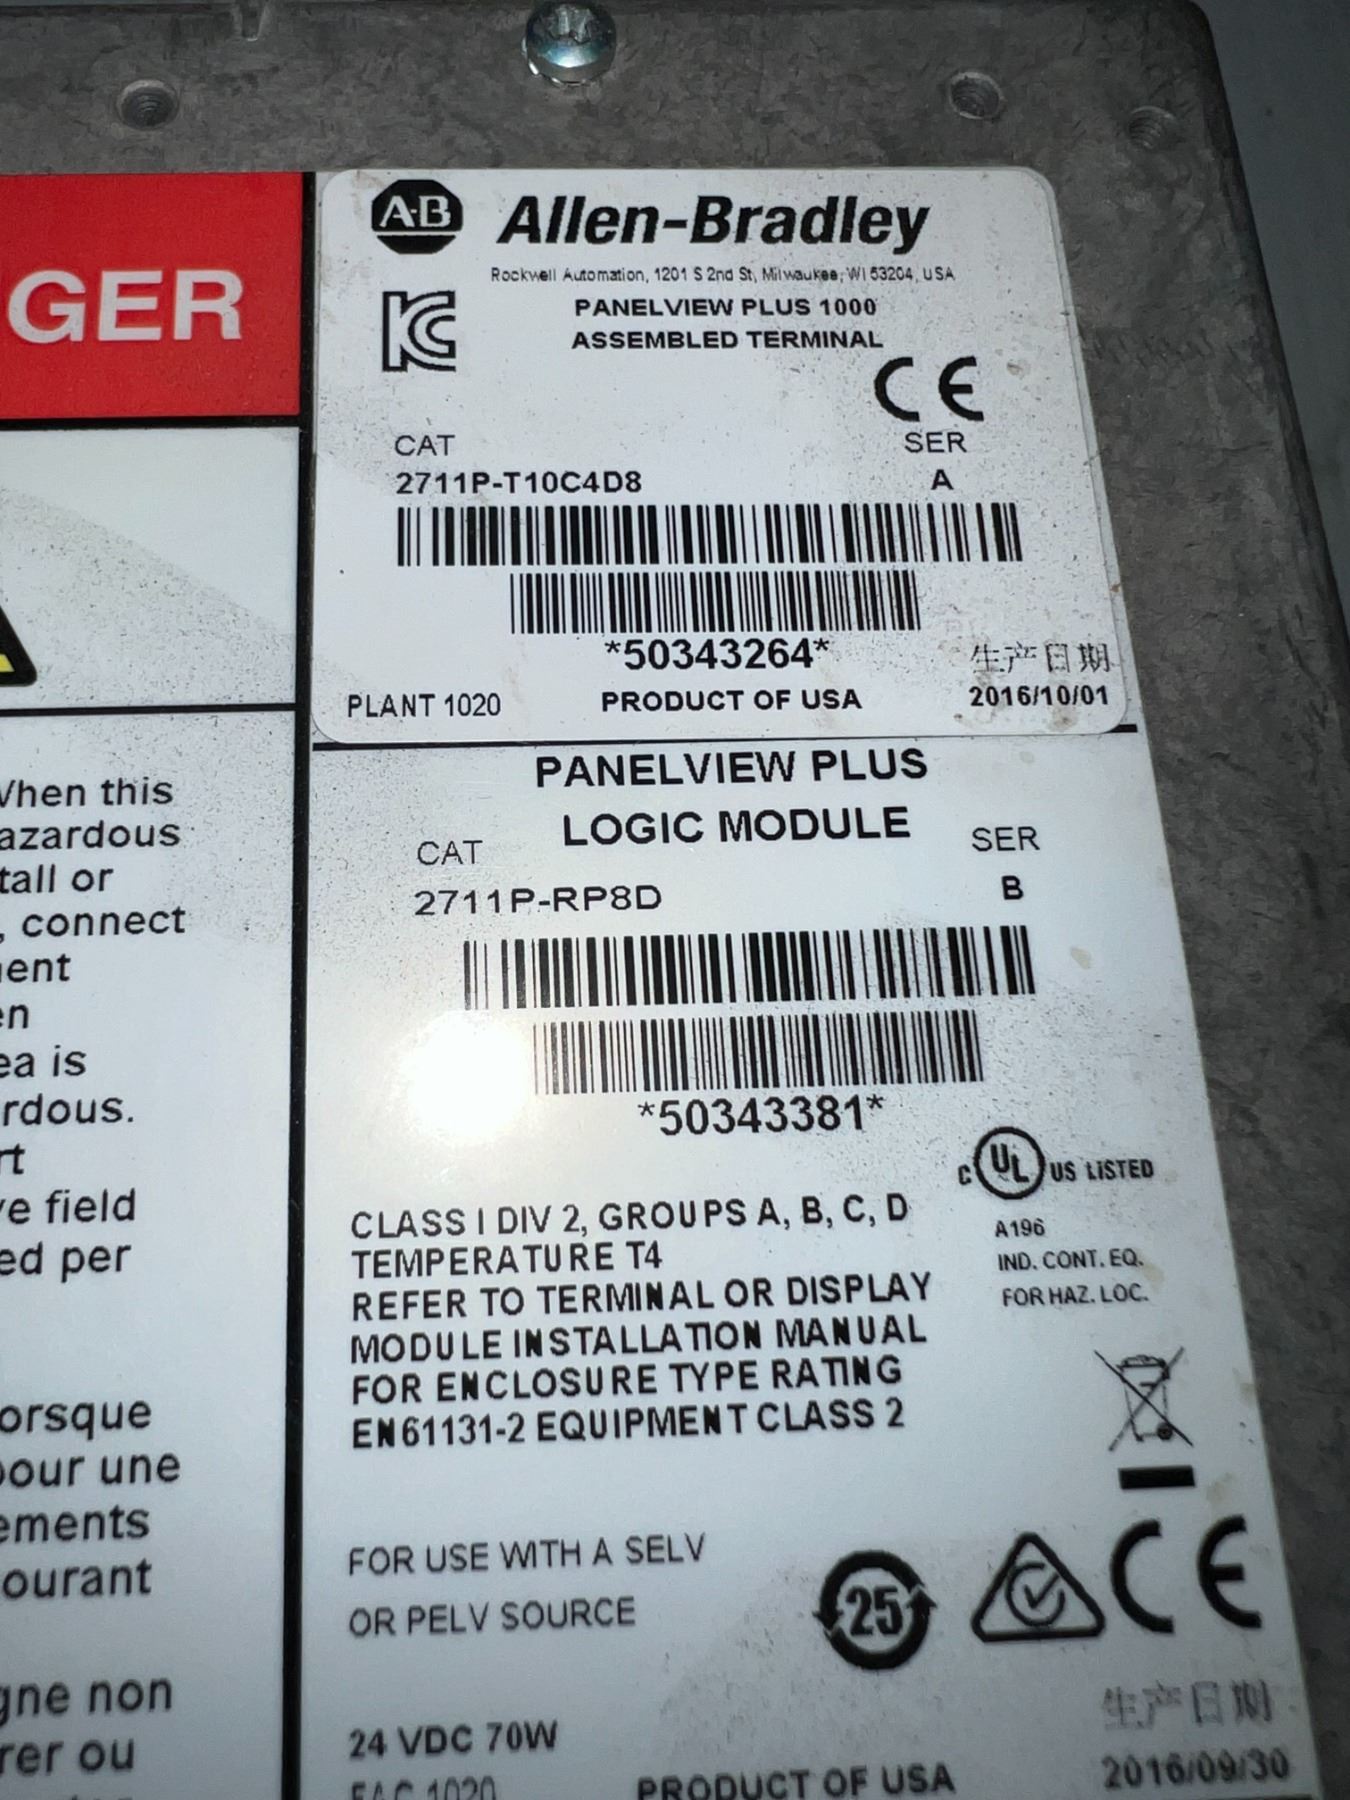 GER
A-B Allen-Bradley
Rockwell Automation, 1201 S 2nd St, Milwaukee, WI 53204, USA
PANELVIEW PLUS 1000
ASSEMBLED TERMINAL
CE
CAT SER
2711P-T10C4D8 A
*50343264*
生产日期
PLANT 1020 PRODUCT OF USA 2016/10/01
PANELVIEW PLUS
LOGIC MODULE
CAT SER
2711P-RP8D B
*50343381*
C UL US LISTED
A196
IND. CONT. EQ.
FOR HAZ. LOC.
CLASS I DIV 2, GROUPS A, B, C, D
TEMPERATURE T4
REFER TO TERMINAL OR DISPLAY
MODULE INSTALLATION MANUAL
FOR ENCLOSURE TYPE RATING
EN61131-2 EQUIPMENT CLASS 2
FOR USE WITH A SELV
OR PELV SOURCE
25
CE
生产日期
24 VDC 70W
2016/09/30
FAC 1020 PRODUCT OF USA
When this
azardous
tall or
, connect
ent
en
ea is
rdous.
rt
e field
ed per
orsque
pour une
ements
ourant
gne non
rer ou